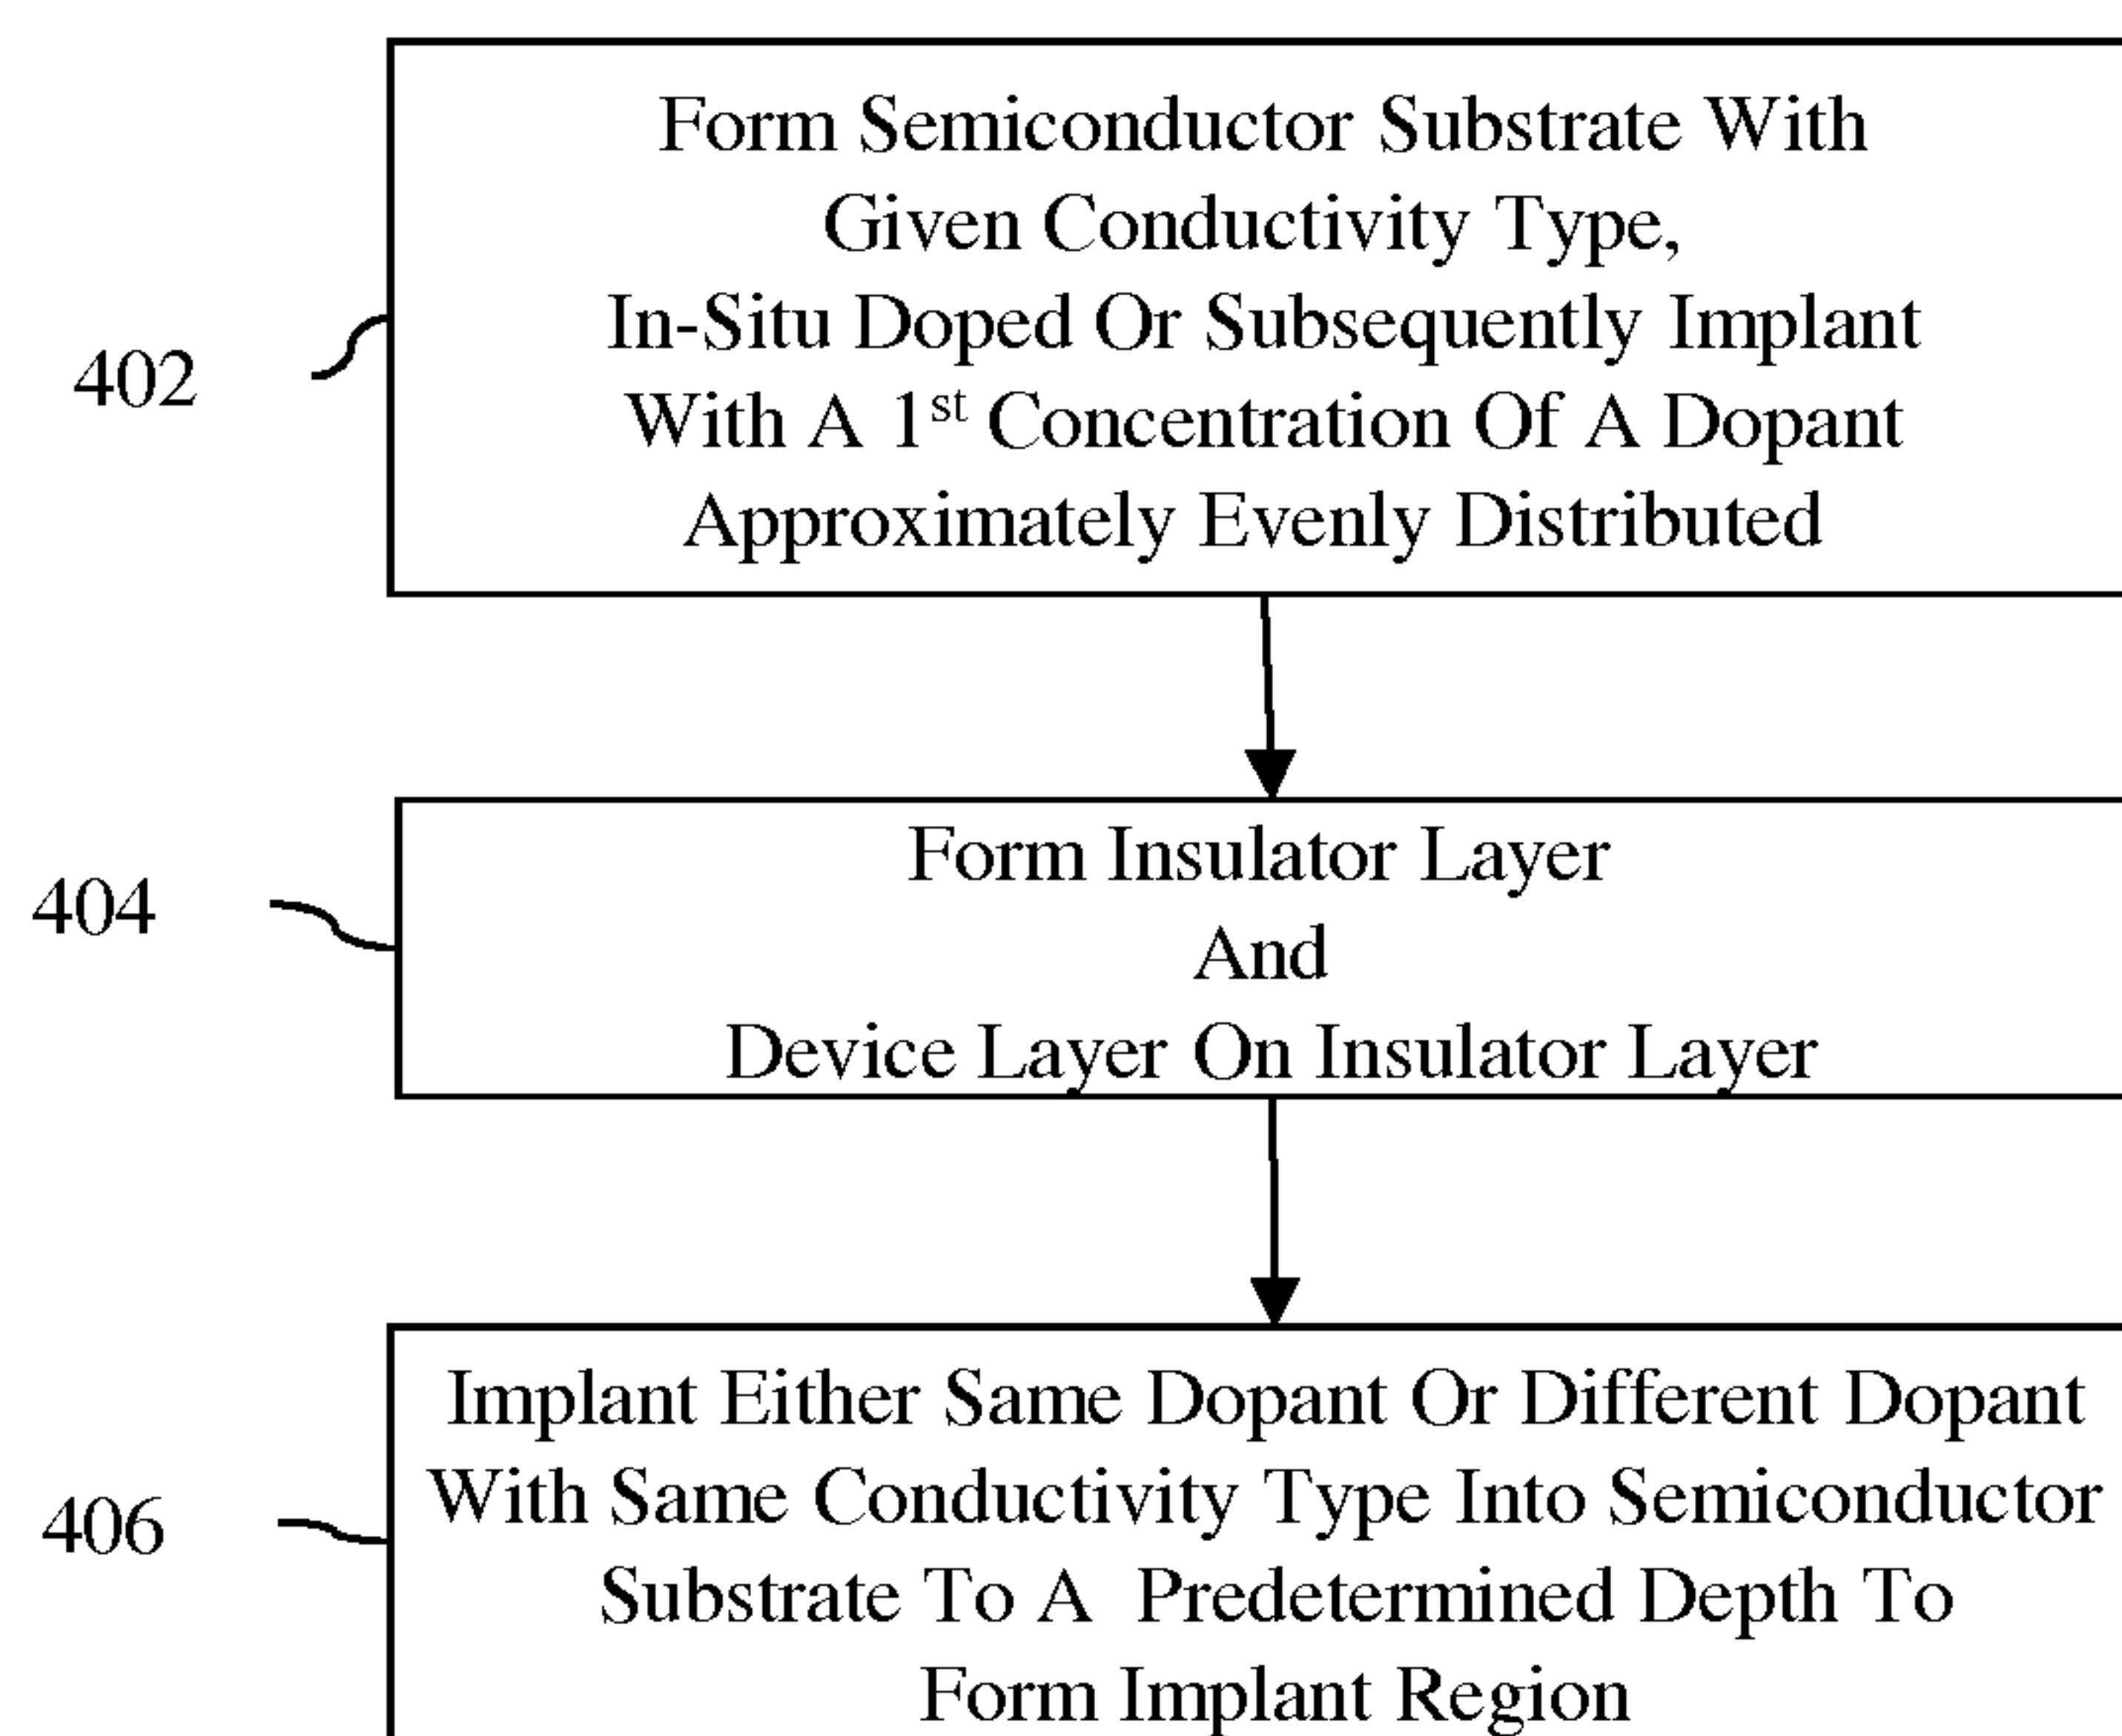 Form Semiconductor Substrate With
Given Conductivity Type,
In-Situ Doped Or Subsequently Implant
With A 1st Concentration Of A Dopant
Approximately Evenly Distributed
402
Form Insulator Layer
And
Device Layer On Insulator Layer
404
Implant Either Same Dopant Or Different Dopant
With Same Conductivity Type Into Semiconductor
Substrate To A Predetermined Depth To
Form Implant Region
406